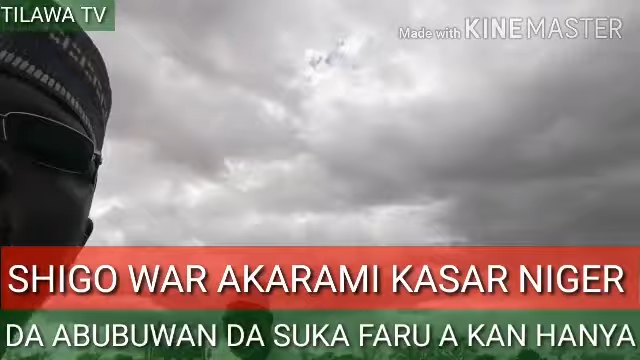 TILAWA TV
Made with KINEMASTER
SHIGO WAR AKARAMI KASAR NIGER
DA ABUBUWAN DA SUKA FARU A KAN HANYA